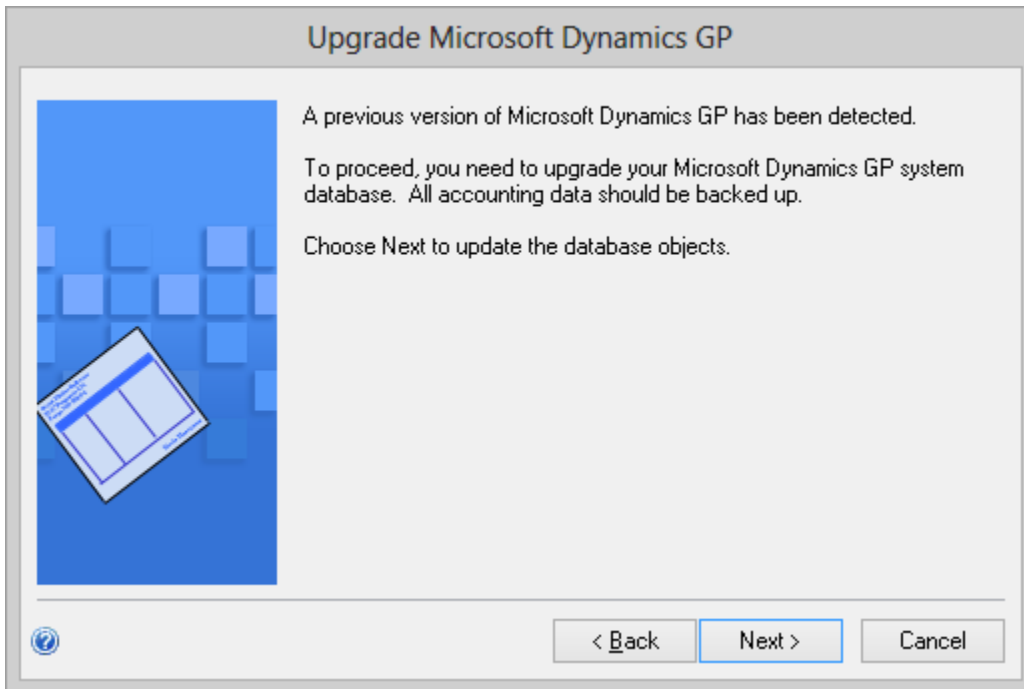 Upgrade Microsoft Dynamics GP
A previous version of Microsoft Dynamics GP has been detected.
To proceed, you need to upgrade your Microsoft Dynamics GP system
database.  All accounting data should be backed up.
Choose Next to update the database objects.
< Back
Next >
Cancel